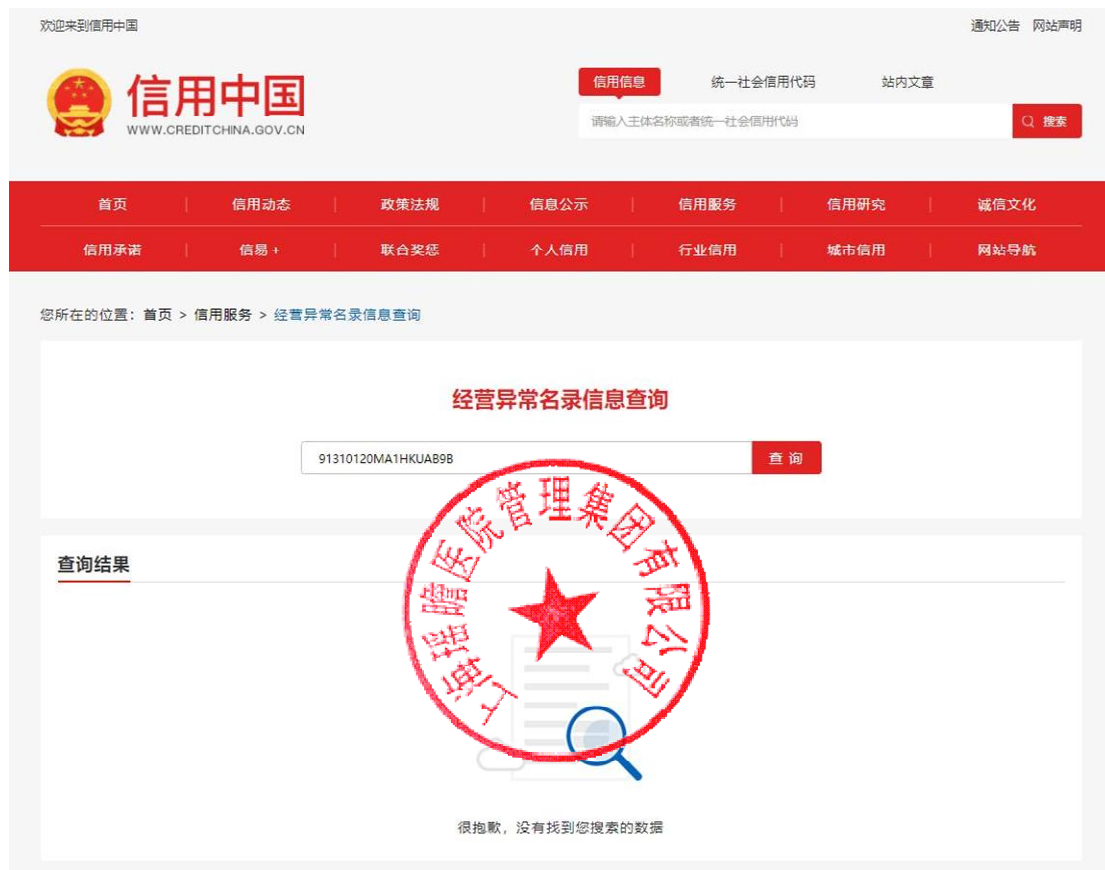 欢迎来到信用中国
通知公告 网站声明
信用中国
WWW.CREDITCHINA.GOV.CN
信用信息 统一社会信用代码 站内文章
请输入主体名称或者统一社会信用代码
搜索
首页 信用动态 政策法规 信息公示 信用服务 信用研究 诚信文化
信用承诺 信易+ 联合奖惩 个人信用 行业信用 城市信用 网站导航
您所在的位置：首页 > 信用服务 > 经营异常名录信息查询
经营异常名录信息查询
91310120MA1HKUAB9B
查询
查询结果
上海瑶瞻医院管理集团有限公司
很抱歉，没有找到您搜索的数据